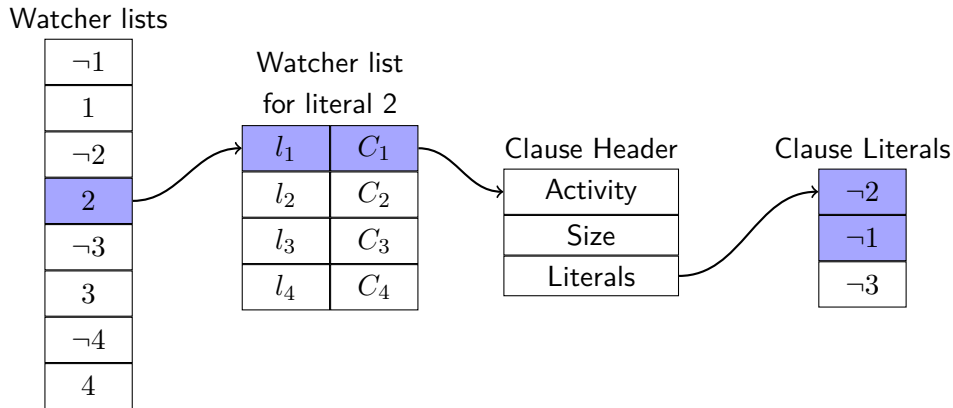 Watcher lists
¬1
1
¬2
2
¬3
3
¬4
4
Watcher list
for literal 2
l₁ C₁
l₂ C₂
l₃ C₃
l₄ C₄
Clause Header
Activity
Size
Literals
Clause Literals
¬2
¬1
¬3